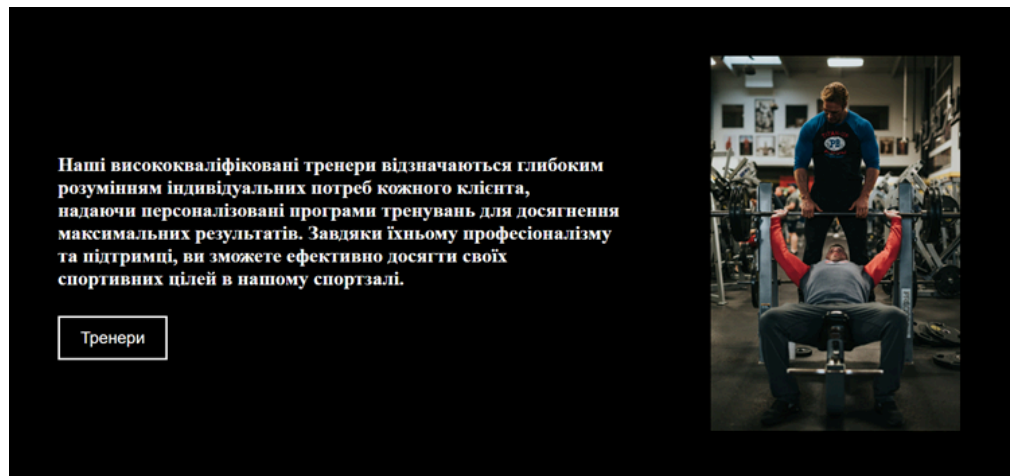 Наші висококваліфіковані тренери відзначаються глибоким
розумінням індивідуальних потреб кожного клієнта,
надаючи персоналізовані програми тренувань для досягнення
максимальних результатів. Завдяки їхньому професіоналізму
та підтримці, ви зможете ефективно досягти своїх
спортивних цілей в нашому спортзалі.
Тренери